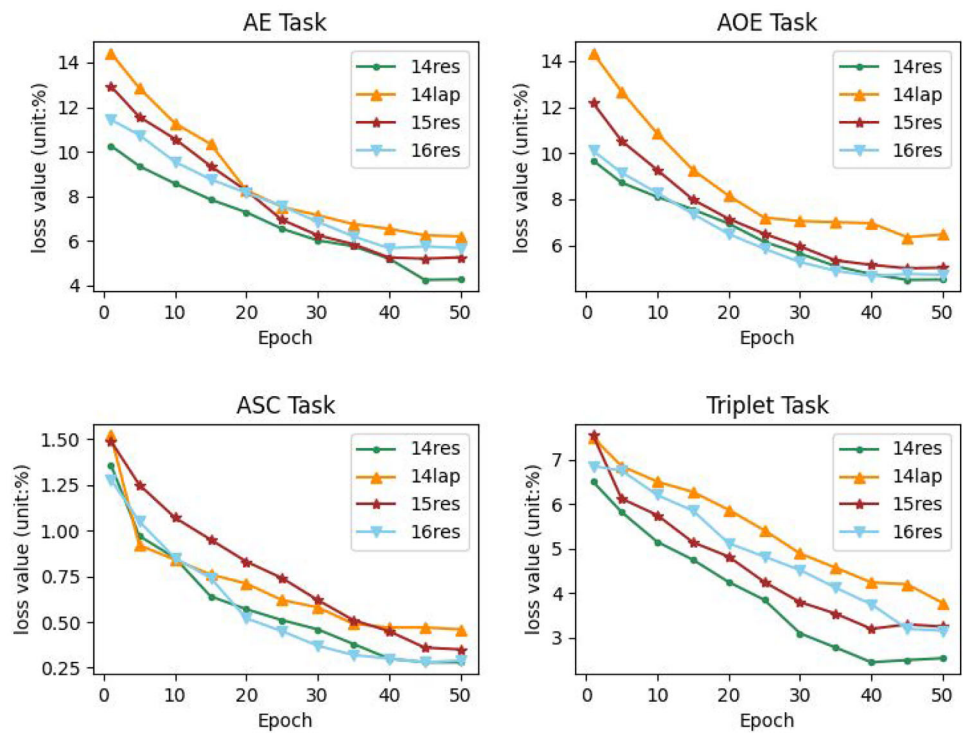 AE Task
loss value (unit:%)
14
12
10
8
6
4
0 10 20 30 40 50
Epoch
14res
14lap
15res
16res
AOE Task
loss value (unit:%)
14
12
10
8
6
0 10 20 30 40 50
Epoch
14res
14lap
15res
16res
ASC Task
loss value (unit:%)
1.50
1.25
1.00
0.75
0.50
0.25
0 10 20 30 40 50
Epoch
14res
14lap
15res
16res
Triplet Task
loss value (unit:%)
7
6
5
4
3
0 10 20 30 40 50
Epoch
14res
14lap
15res
16res